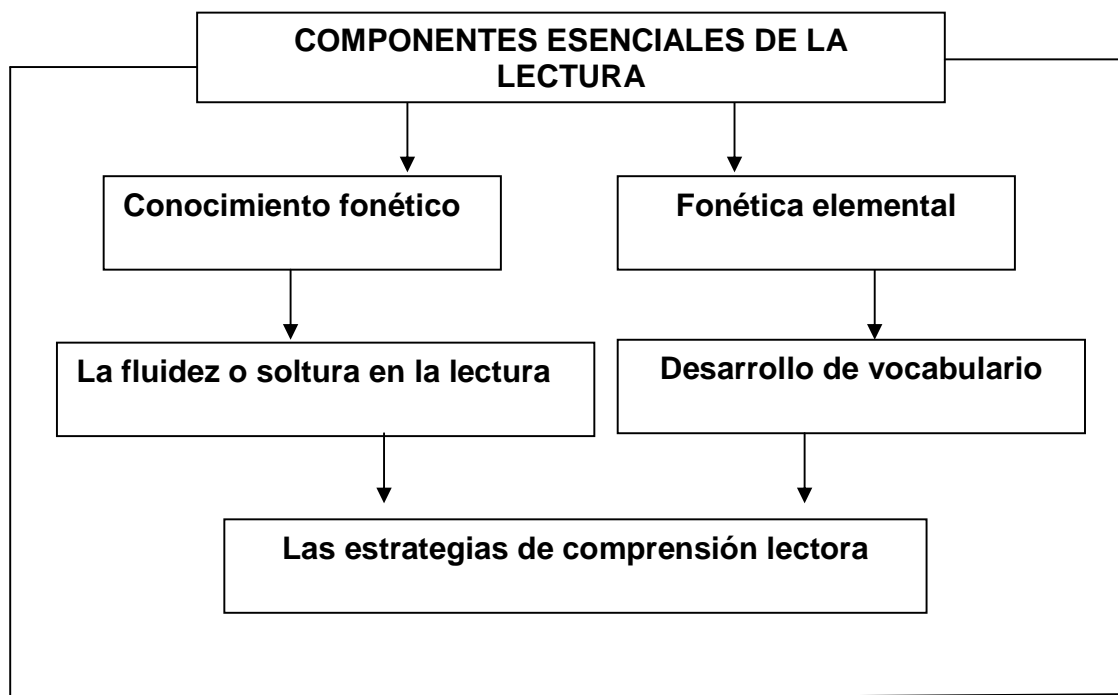 COMPONENTES ESENCIALES DE LA
LECTURA
Conocimiento fonético
Fonética elemental
La fluidez o soltura en la lectura
Desarrollo de vocabulario
Las estrategias de comprensión lectora